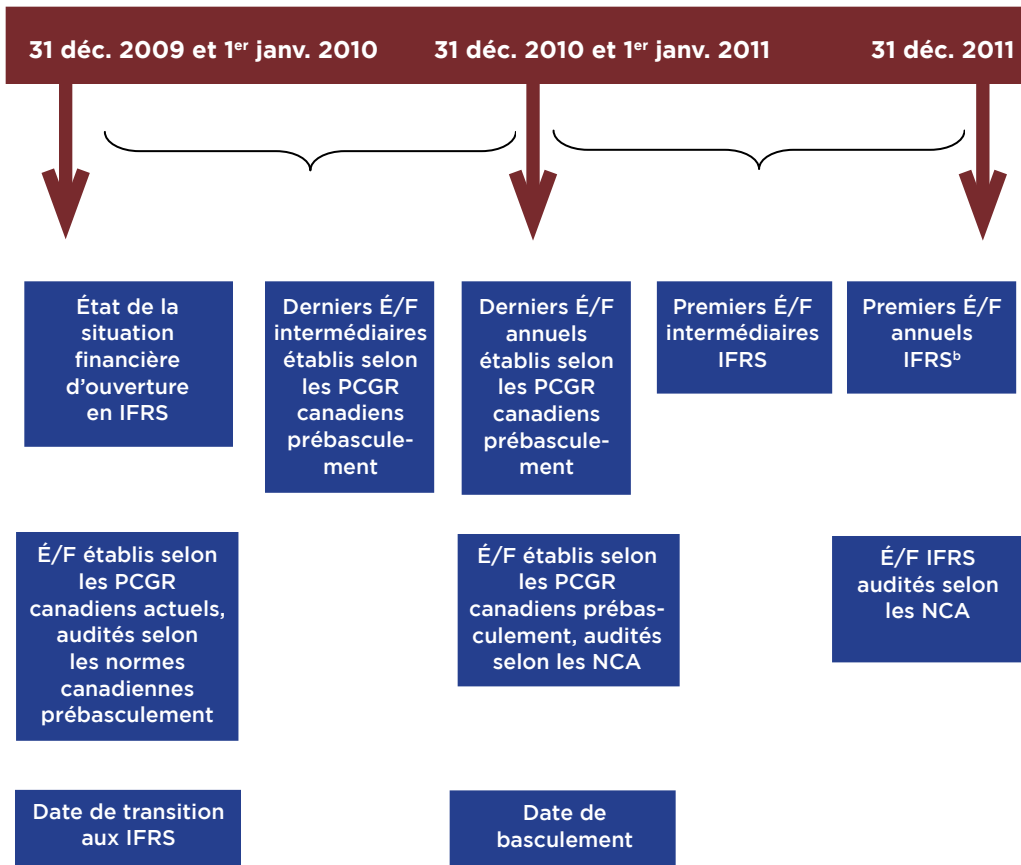 31 déc. 2009 et 1er janv. 2010
31 déc. 2010 et 1er janv. 2011
31 déc. 2011
État de la
situation
financière
d’ouverture
en IFRS
Derniers É/F
intermédiaires
établis selon
les PCGR
canadiens
prébascule-
ment
Derniers É/F
annuels
établis selon
les PCGR
canadiens
prébascule-
ment
Premiers É/F
intermédiaires
IFRS
Premiers É/F
annuels
IFRSb
É/F établis selon
les PCGR
canadiens actuels,
audités selon
les normes
canadiennes
prébasculement
É/F établis selon
les PCGR
canadiens prébas-
culement, audités
selon les NCA
É/F IFRS
audités selon
les NCA
Date de transition
aux IFRS
Date de
basculement